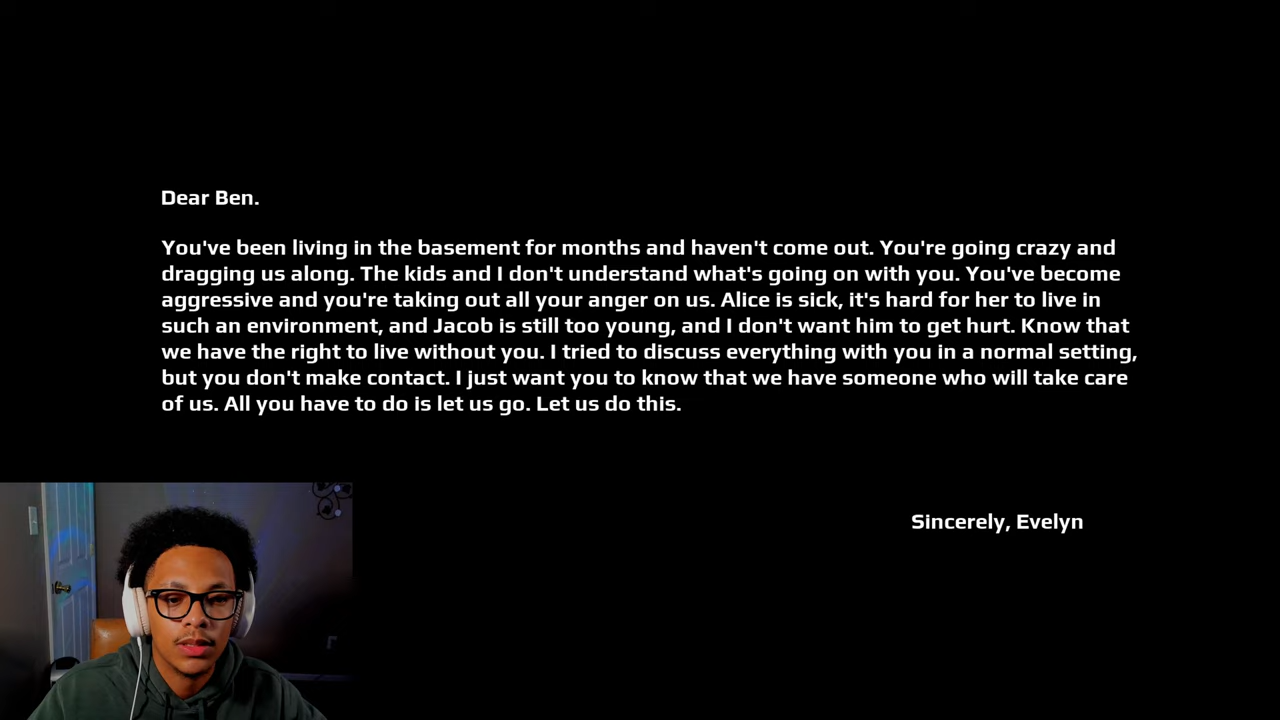 Dear Ben.
You've been living in the basement for months and haven't come out. You're going crazy and
dragging us along. The kids and I don't understand what's going on with you. You've become
aggressive and you're taking out all your anger on us. Alice is sick, it's hard for her to live in
such an environment, and Jacob is still too young, and I don't want him to get hurt. Know that
we have the right to live without you. I tried to discuss everything with you in a normal setting,
but you don't make contact. I just want you to know that we have someone who will take care
of us. All you have to do is let us go. Let us do this.
Sincerely, Evelyn